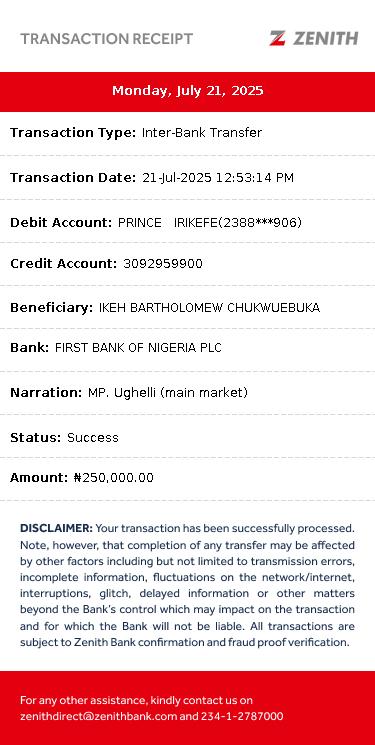 TRANSACTION RECEIPT
ZENITH
Monday, July 21, 2025
Transaction Type: Inter-Bank Transfer
Transaction Date: 21-Jul-2025 12:53:14 PM
Debit Account: PRINCE IRIKEFE(2388***906)
Credit Account: 3092959900
Beneficiary: IKEH BARTHOLOMEW CHUKWUEBUKA
Bank: FIRST BANK OF NIGERIA PLC
Narration: MP. Ughelli (main market)
Status: Success
Amount: ₦250,000.00
DISCLAIMER: Your transaction has been successfully processed.
Note, however, that completion of any transfer may be affected
by other factors including but not limited to transmission errors,
incomplete information, fluctuations on the network/internet,
interruptions, glitch, delayed information or other matters
beyond the Bank's control which may impact on the transaction
and for which the Bank will not be liable. All transactions are
subject to Zenith Bank confirmation and fraud proof verification.
For any other assistance, kindly contact us on
zenithdirect@zenithbank.com and 234-1-2787000